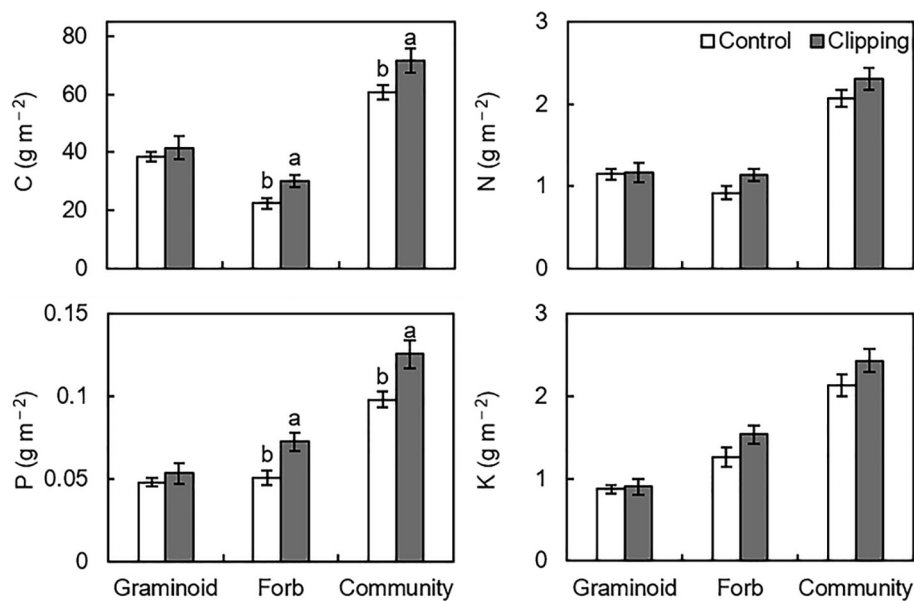 80
60
40
20
0
C (g m⁻²)
b
a
b
a
3
2
1
0
N (g m⁻²)
Control
Clipping
0.15
0.1
0.05
0
P (g m⁻²)
b
a
b
a
Graminoid
Forb
Community
3
2
1
0
K (g m⁻²)
Graminoid
Forb
Community